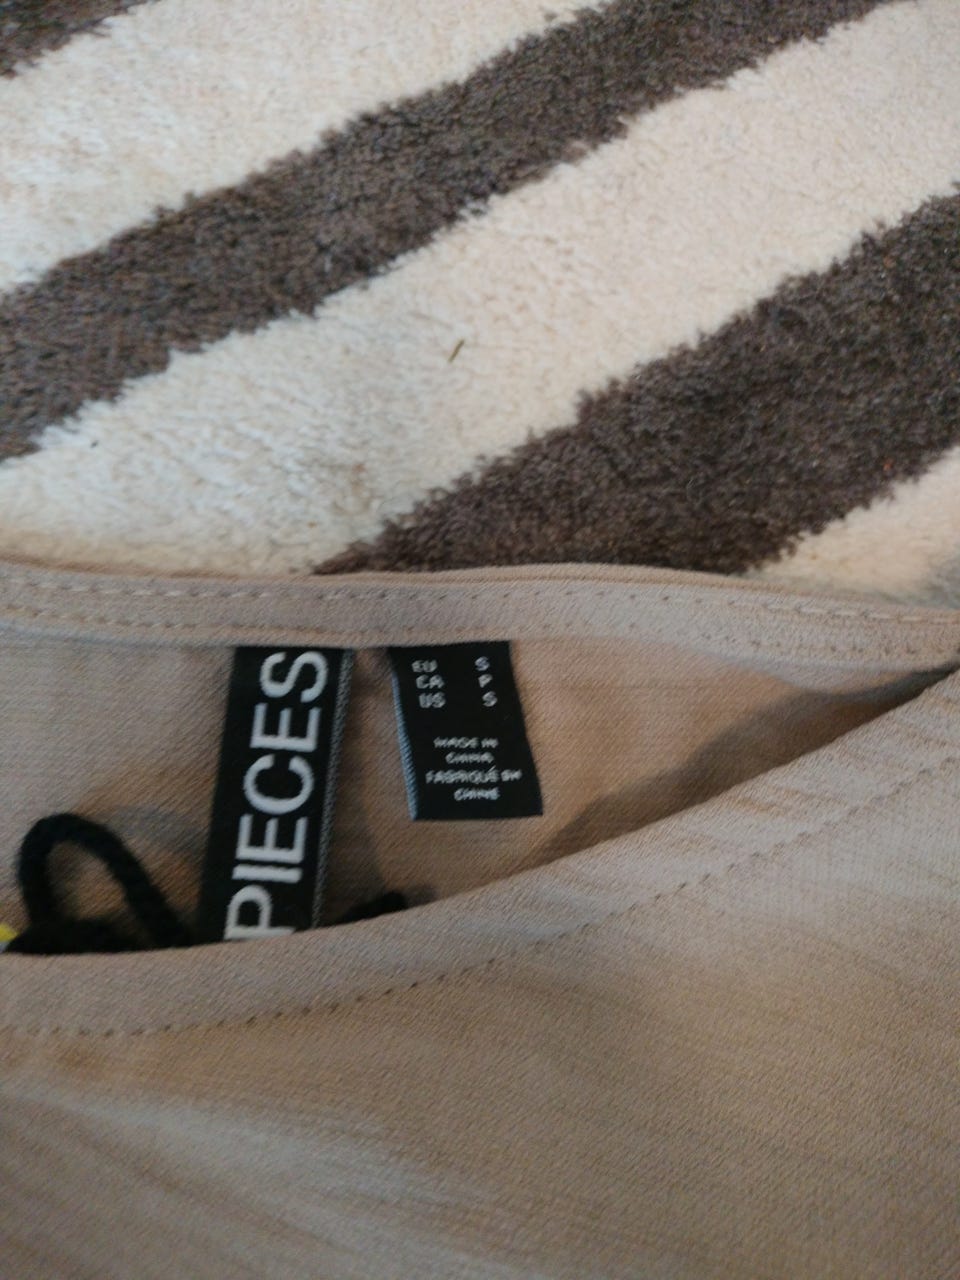 PIECES
EU S
CA P
US S
MADE IN
CHINA
FABRIQUÉ EN
CHINE